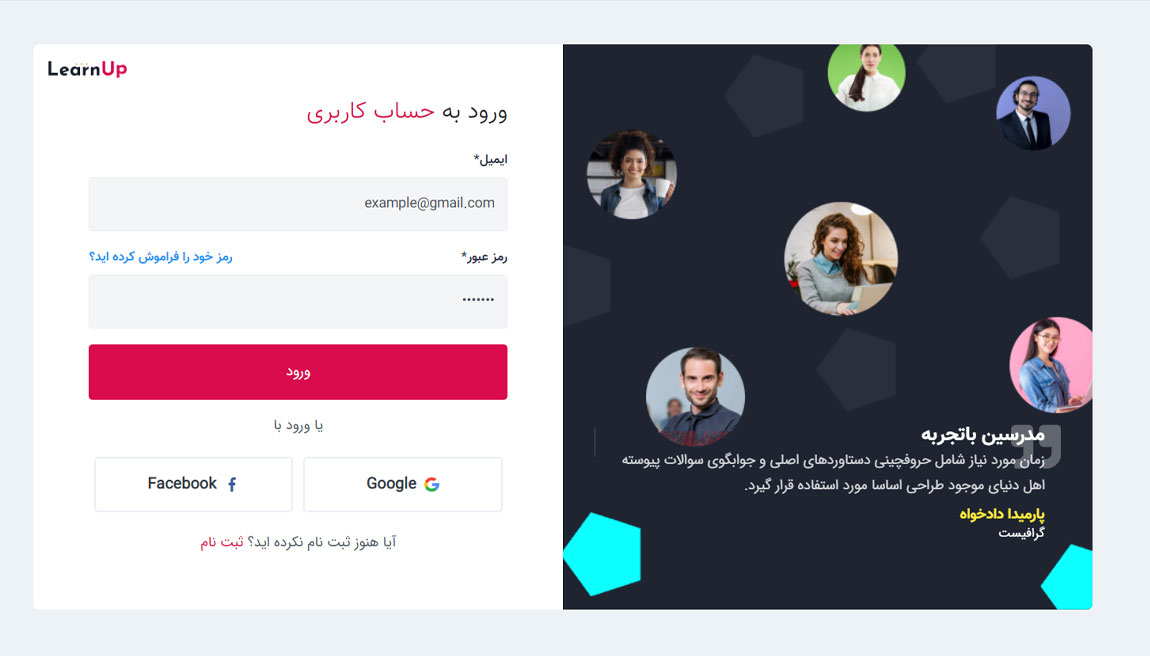 LearnUp
ورود به حساب کاربری
ایمیل*
example@gmail.com
رمز عبور*
رمز خود را فراموش کرده اید؟
•••••••
ورود
یا ورود با
Google
Facebook
آیا هنوز ثبت نام نکرده اید؟ ثبت نام
مدرسین باتجربه
زمان مورد نیاز شامل حروفچینی دستاوردهای اصلی و جوابگوی سوالات پیوسته
اهل دنیای موجود طراحی اساسا مورد استفاده قرار گیرد.
پارمیدا دادخواه
گرافیست